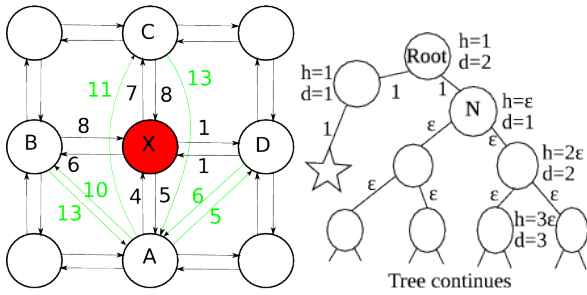 C
11
13
7
8
B
8
X
1
D
6
1
10
13
4
5
6
5
A
Root
h=1
d=2
h=1
d=1
1
1
N
h=ε
d=1
1
ε
ε
h=2ε
d=2
ε
ε
ε
ε
h=3ε
d=3
Tree continues